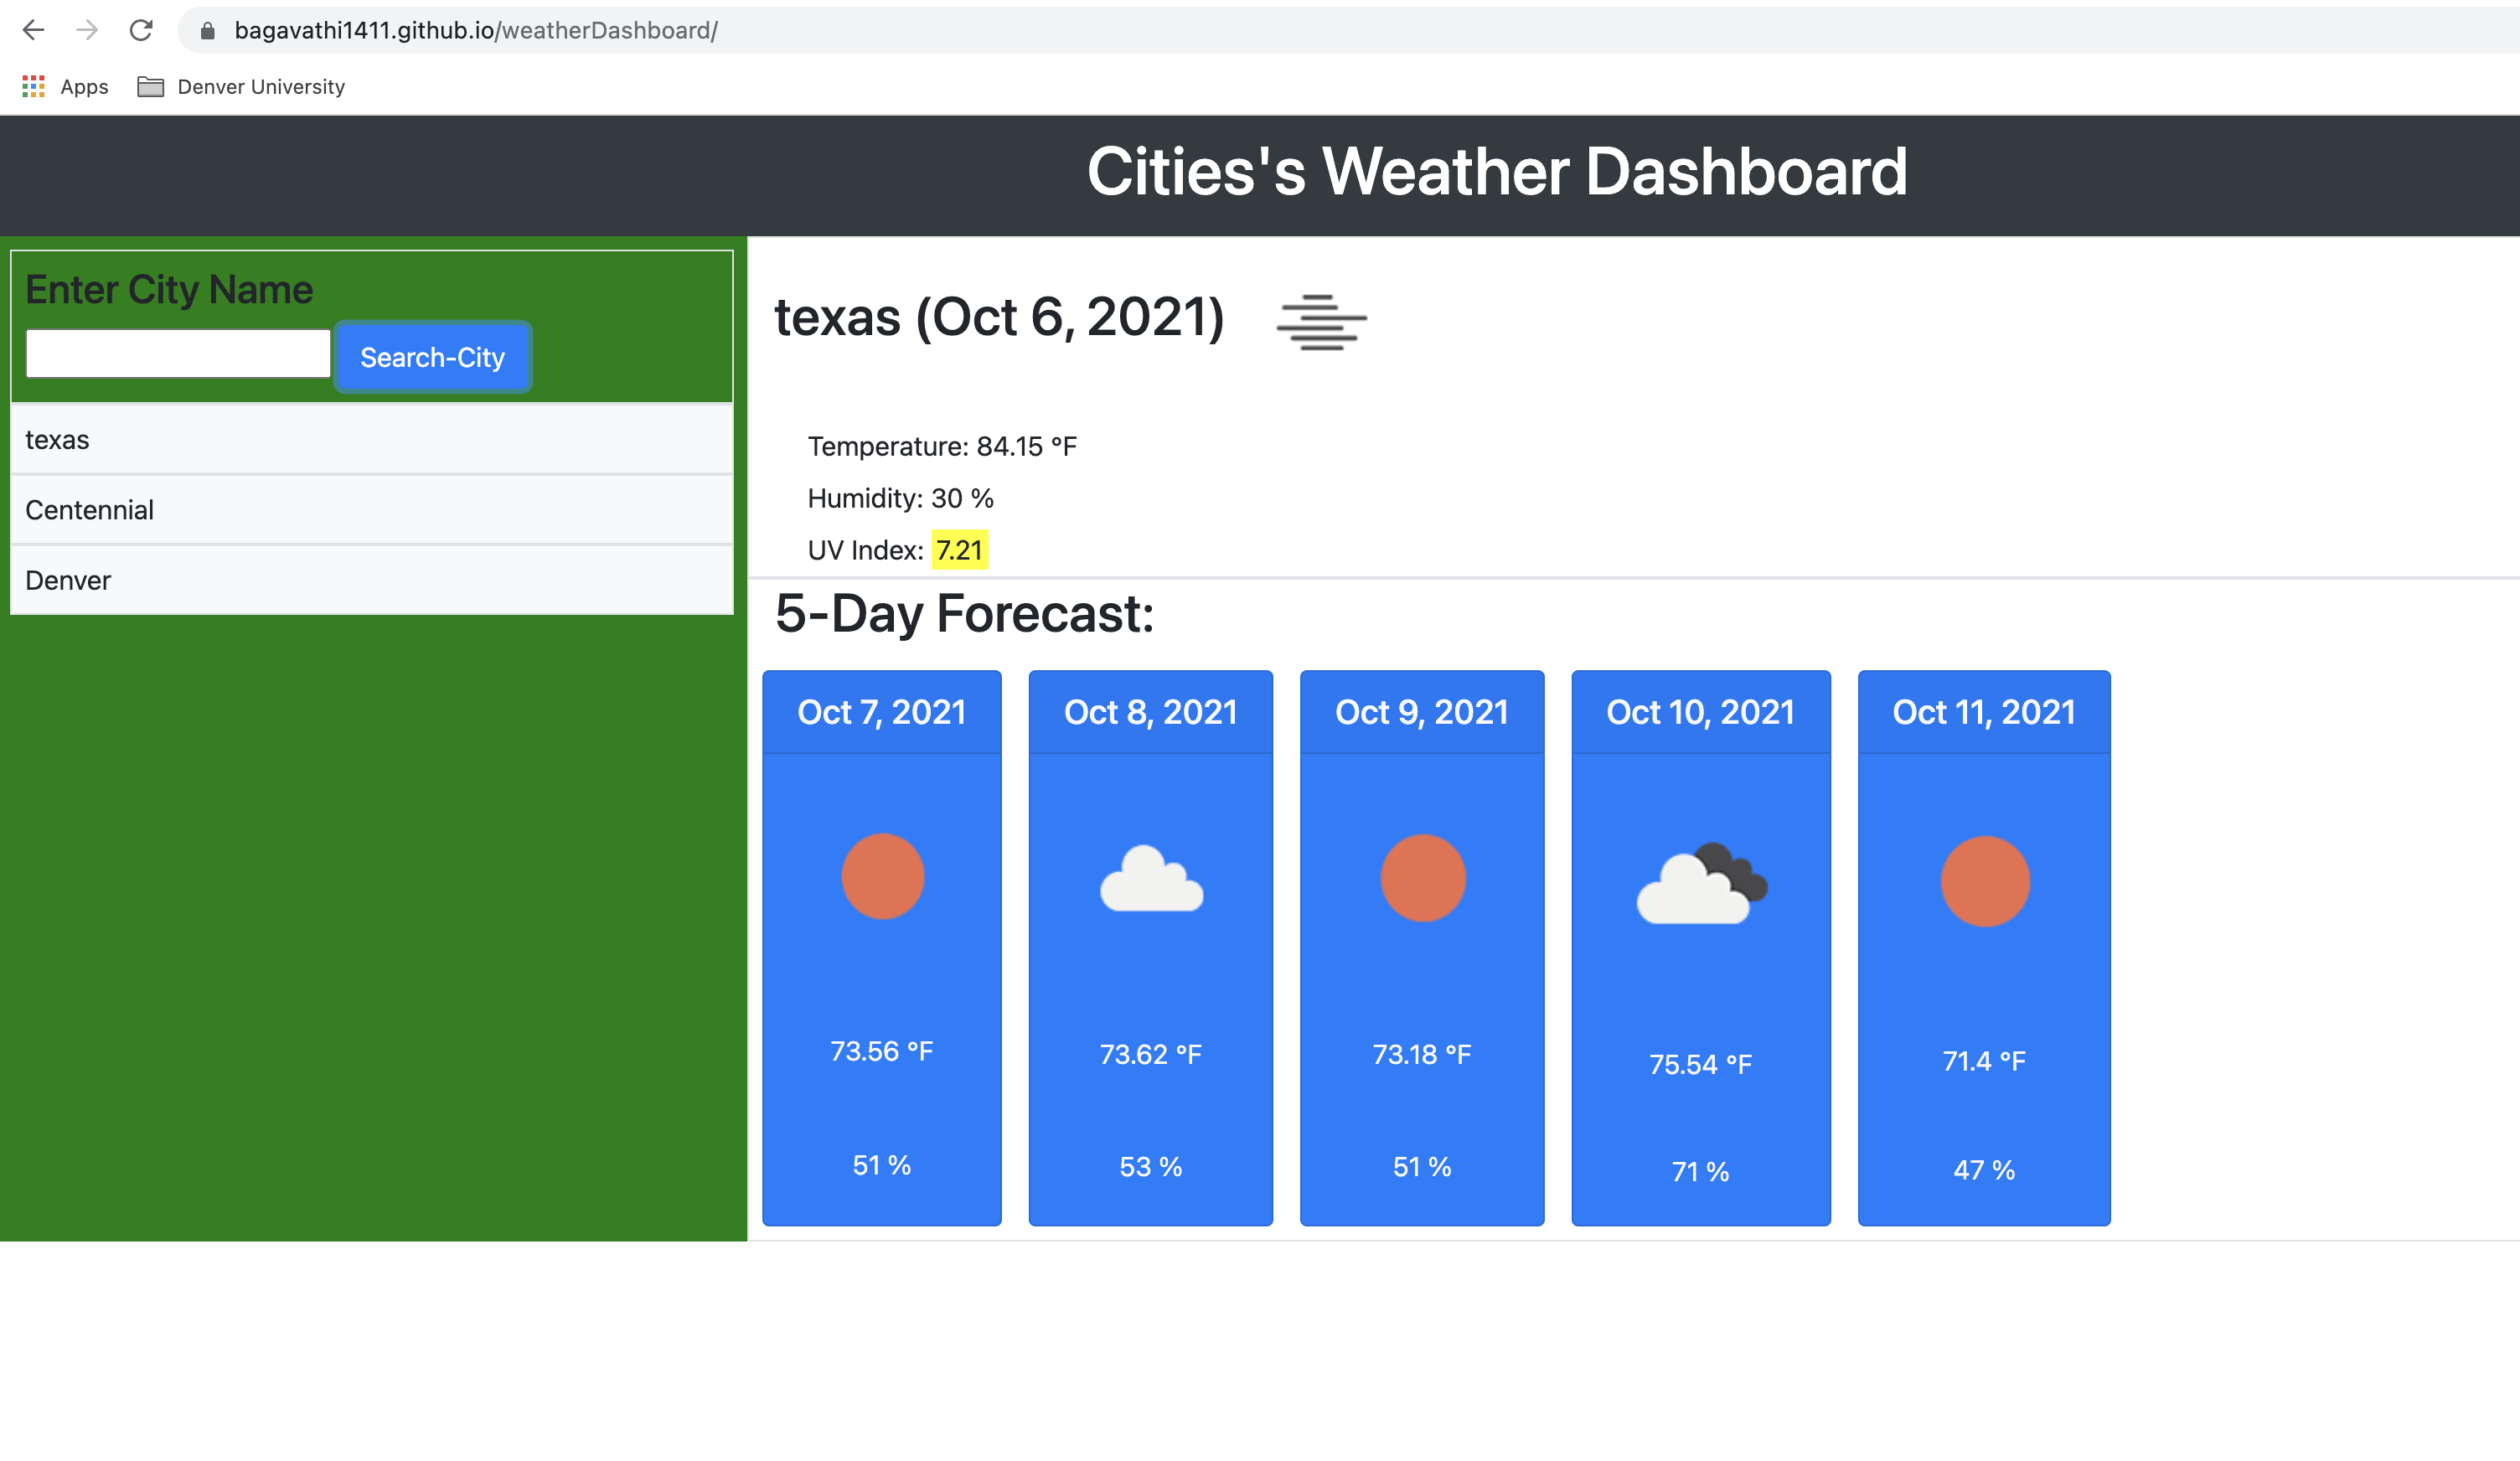 bagavathi1411.github.io/weatherDashboard/
Apps Denver University
Cities's Weather Dashboard
Enter City Name
Search-City
texas
Centennial
Denver
texas (Oct 6, 2021)
Temperature: 84.15 °F
Humidity: 30 %
UV Index: 7.21
5-Day Forecast:
Oct 7, 2021
73.56 °F
51 %
Oct 8, 2021
73.62 °F
53 %
Oct 9, 2021
73.18 °F
51 %
Oct 10, 2021
75.54 °F
71 %
Oct 11, 2021
71.4 °F
47 %